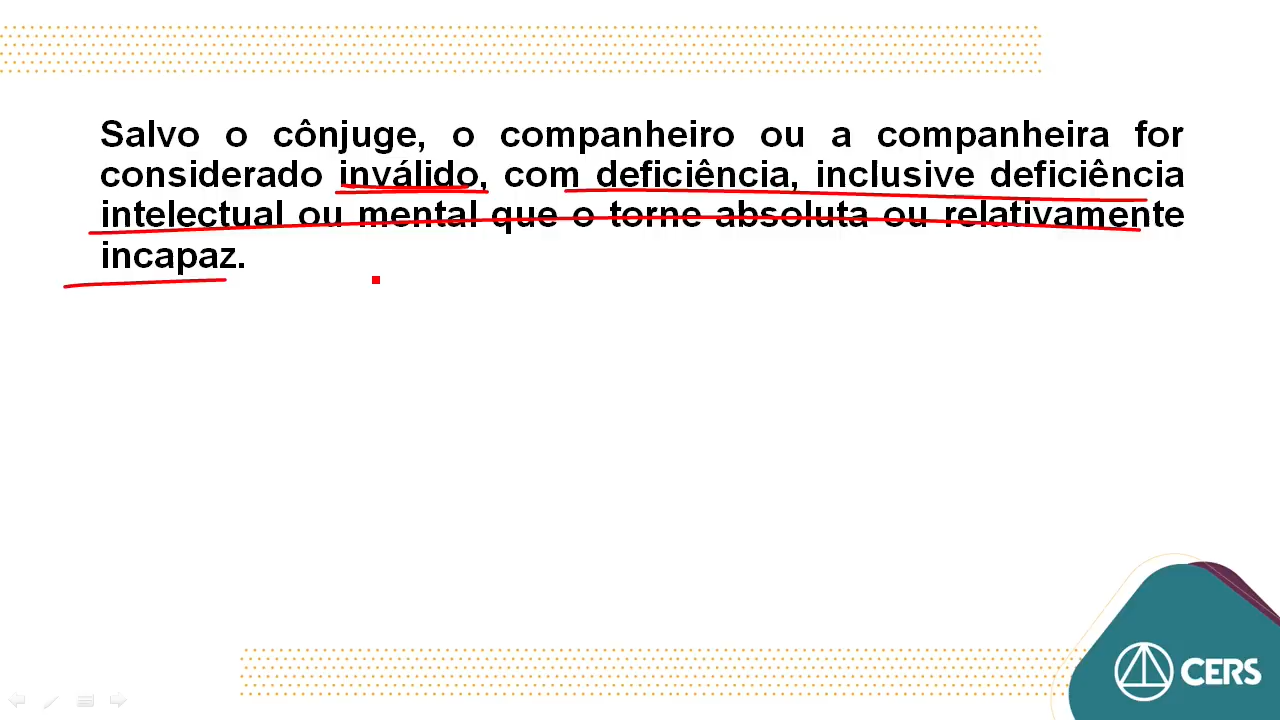 Salvo o cônjuge, o companheiro ou a companheira for
considerado inválido, com deficiência, inclusive deficiência
intelectual ou mental que o torne absoluta ou relativamente
incapaz.
CERS